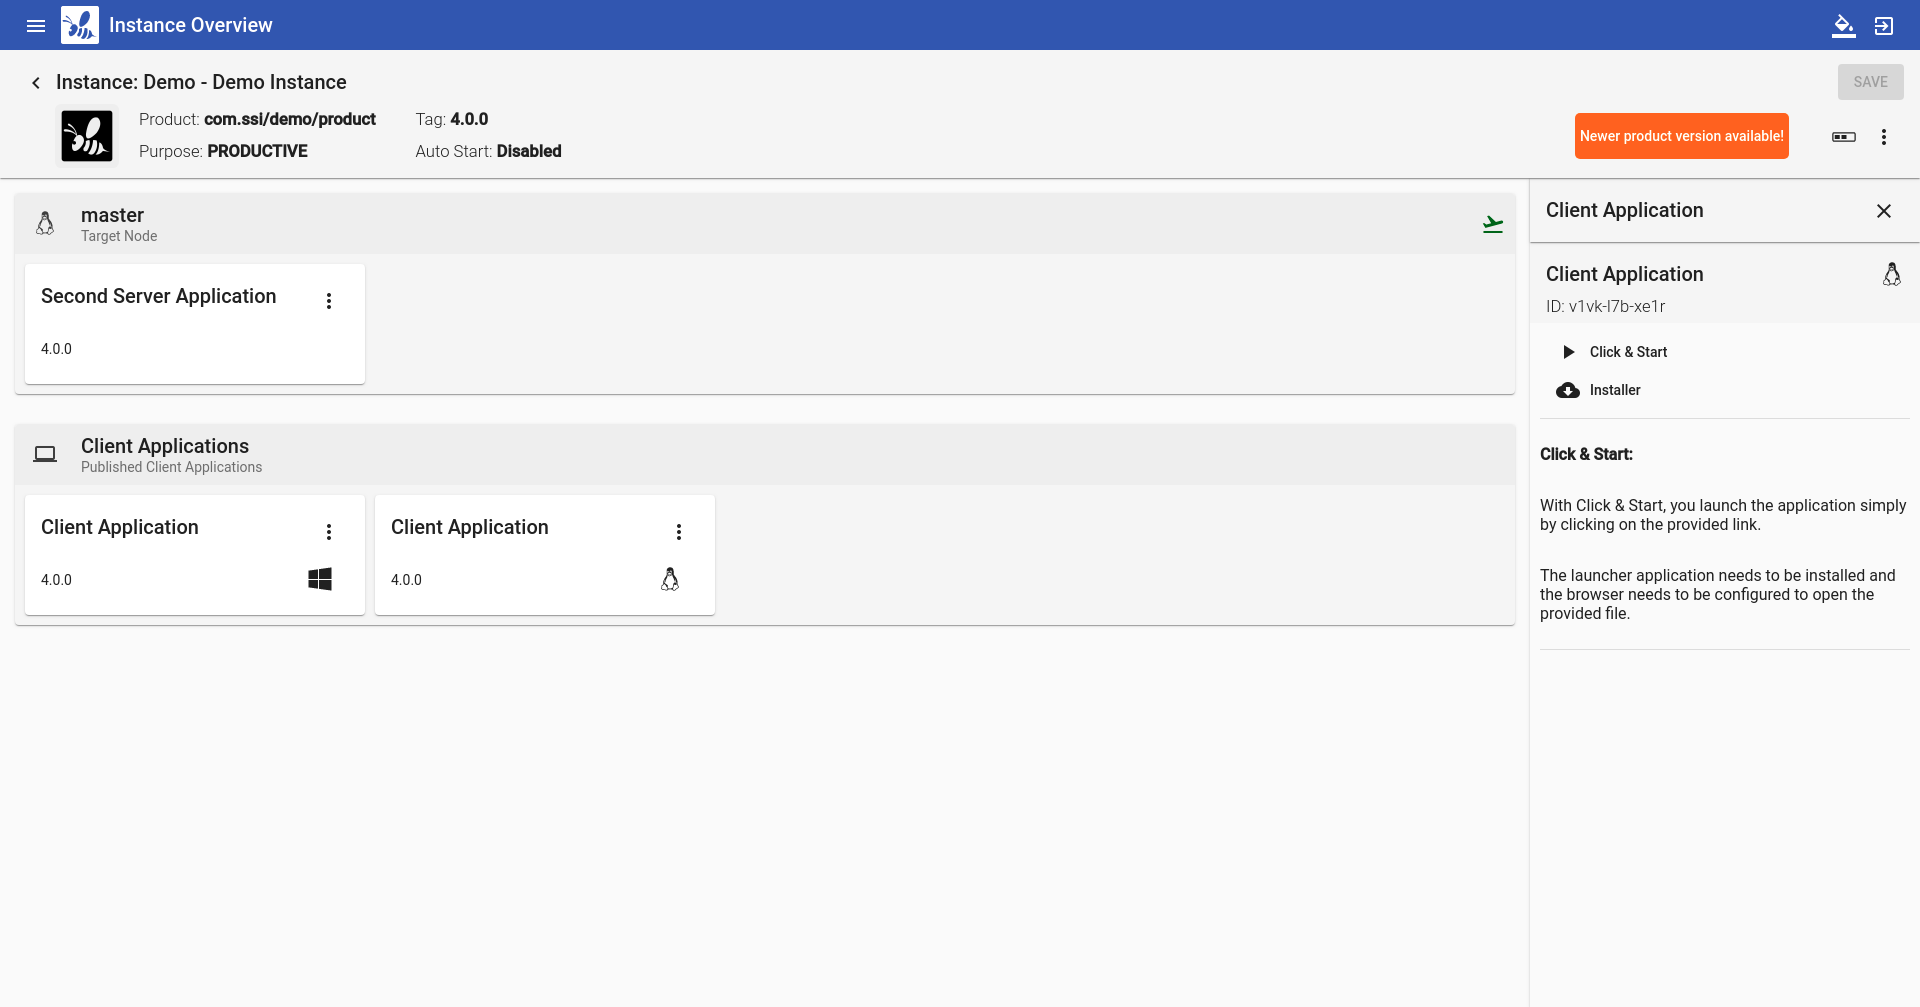 Instance Overview
Instance: Demo - Demo Instance
SAVE
Product: com.ssi/demo/product
Tag: 4.0.0
Purpose: PRODUCTIVE
Auto Start: Disabled
Newer product version available!
master
Target Node
Second Server Application
4.0.0
Client Applications
Published Client Applications
Client Application
4.0.0
Client Application
4.0.0
Client Application
Client Application
ID: v1vk-l7b-xe1r
Click & Start
Installer
Click & Start:
With Click & Start, you launch the application simply
by clicking on the provided link.
The launcher application needs to be installed and
the browser needs to be configured to open the
provided file.